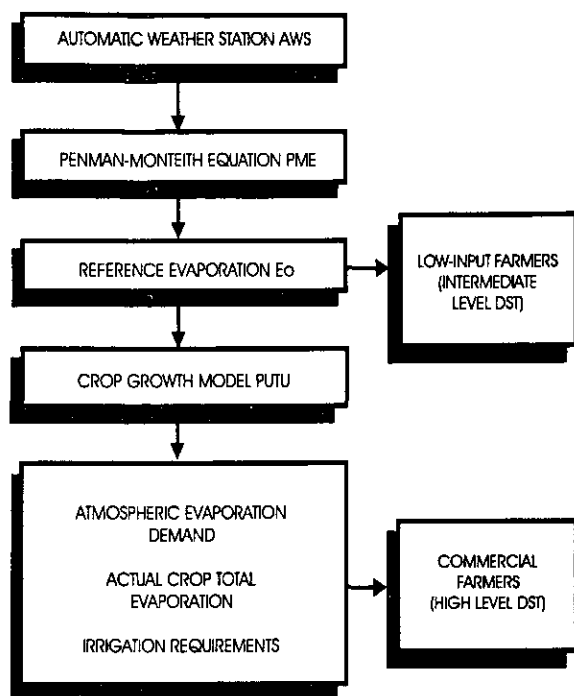 AUTOMATIC WEATHER STATION AWS
PENMAN-MONTEITH EQUATION PME
REFERENCE EVAPORATION Eo
LOW-INPUT FARMERS
(INTERMEDIATE
LEVEL DST)
CROP GROWTH MODEL PUTU
ATMOSPHERIC EVAPORATION
DEMAND
ACTUAL CROP TOTAL
EVAPORATION
IRRIGATION REQUIREMENTS
COMMERCIAL
FARMERS
(HIGH LEVEL DST)